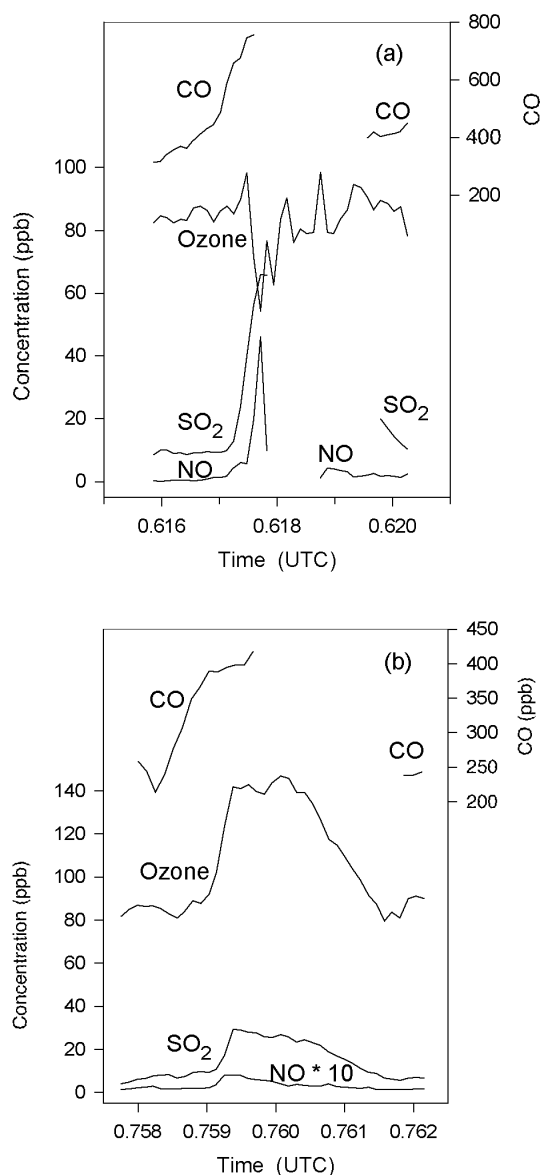 800
(a)
CO
600
CO
CO
400
100
200
80
Ozone
Concentration (ppb)
60
40
20
SO2
SO2
NO
NO
0
0.616
0.618
0.620
Time (UTC)
450
(b)
400
CO
350
CO (ppb)
300
CO
250
140
200
120
Ozone
100
Concentration (ppb)
80
60
40
SO2
20
NO * 10
0
0.758
0.759
0.760
0.761
0.762
Time (UTC)